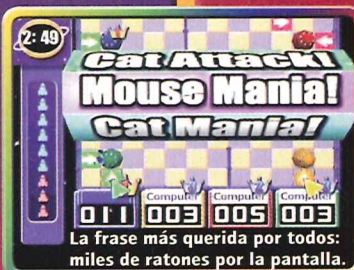 2:49
Cat Attack!
Mouse Mania!
Cat Mania!
Computer Computer Computer
011 003 005 003
La frase más querida por todos:
miles de ratones por la pantalla.